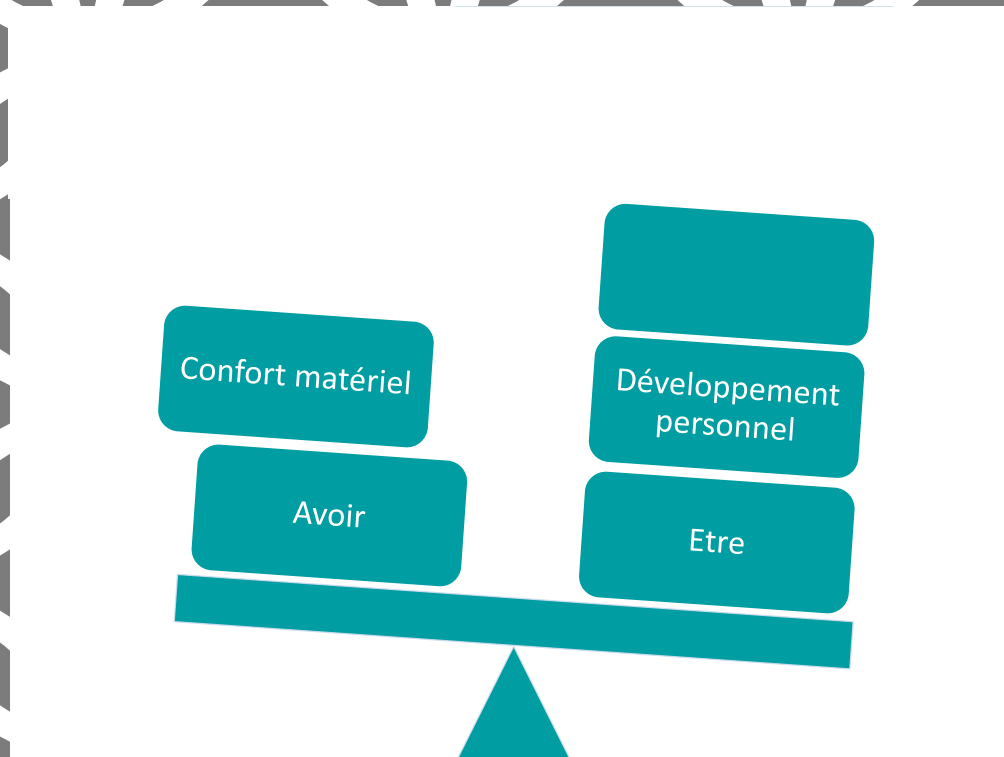 Confort matériel
Avoir
Développement
personnel
Etre